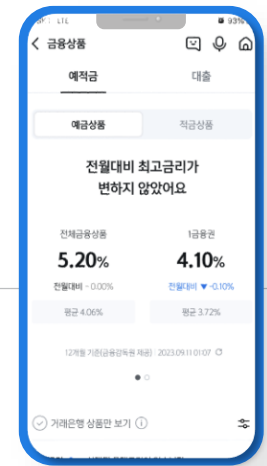 LTE 93%
금융상품
예적금 대출
예금상품 적금상품
전월대비 최고금리가
변하지 않았어요
전체금융상품 1금융권
5.20% 4.10%
전월대비 - 0.00% 전월대비 ▼ -0.10%
평균 4.06% 평균 3.72%
12개월 기준(금융감독원 제공) | 2023.09.11 01:07
거래은행 상품만 보기